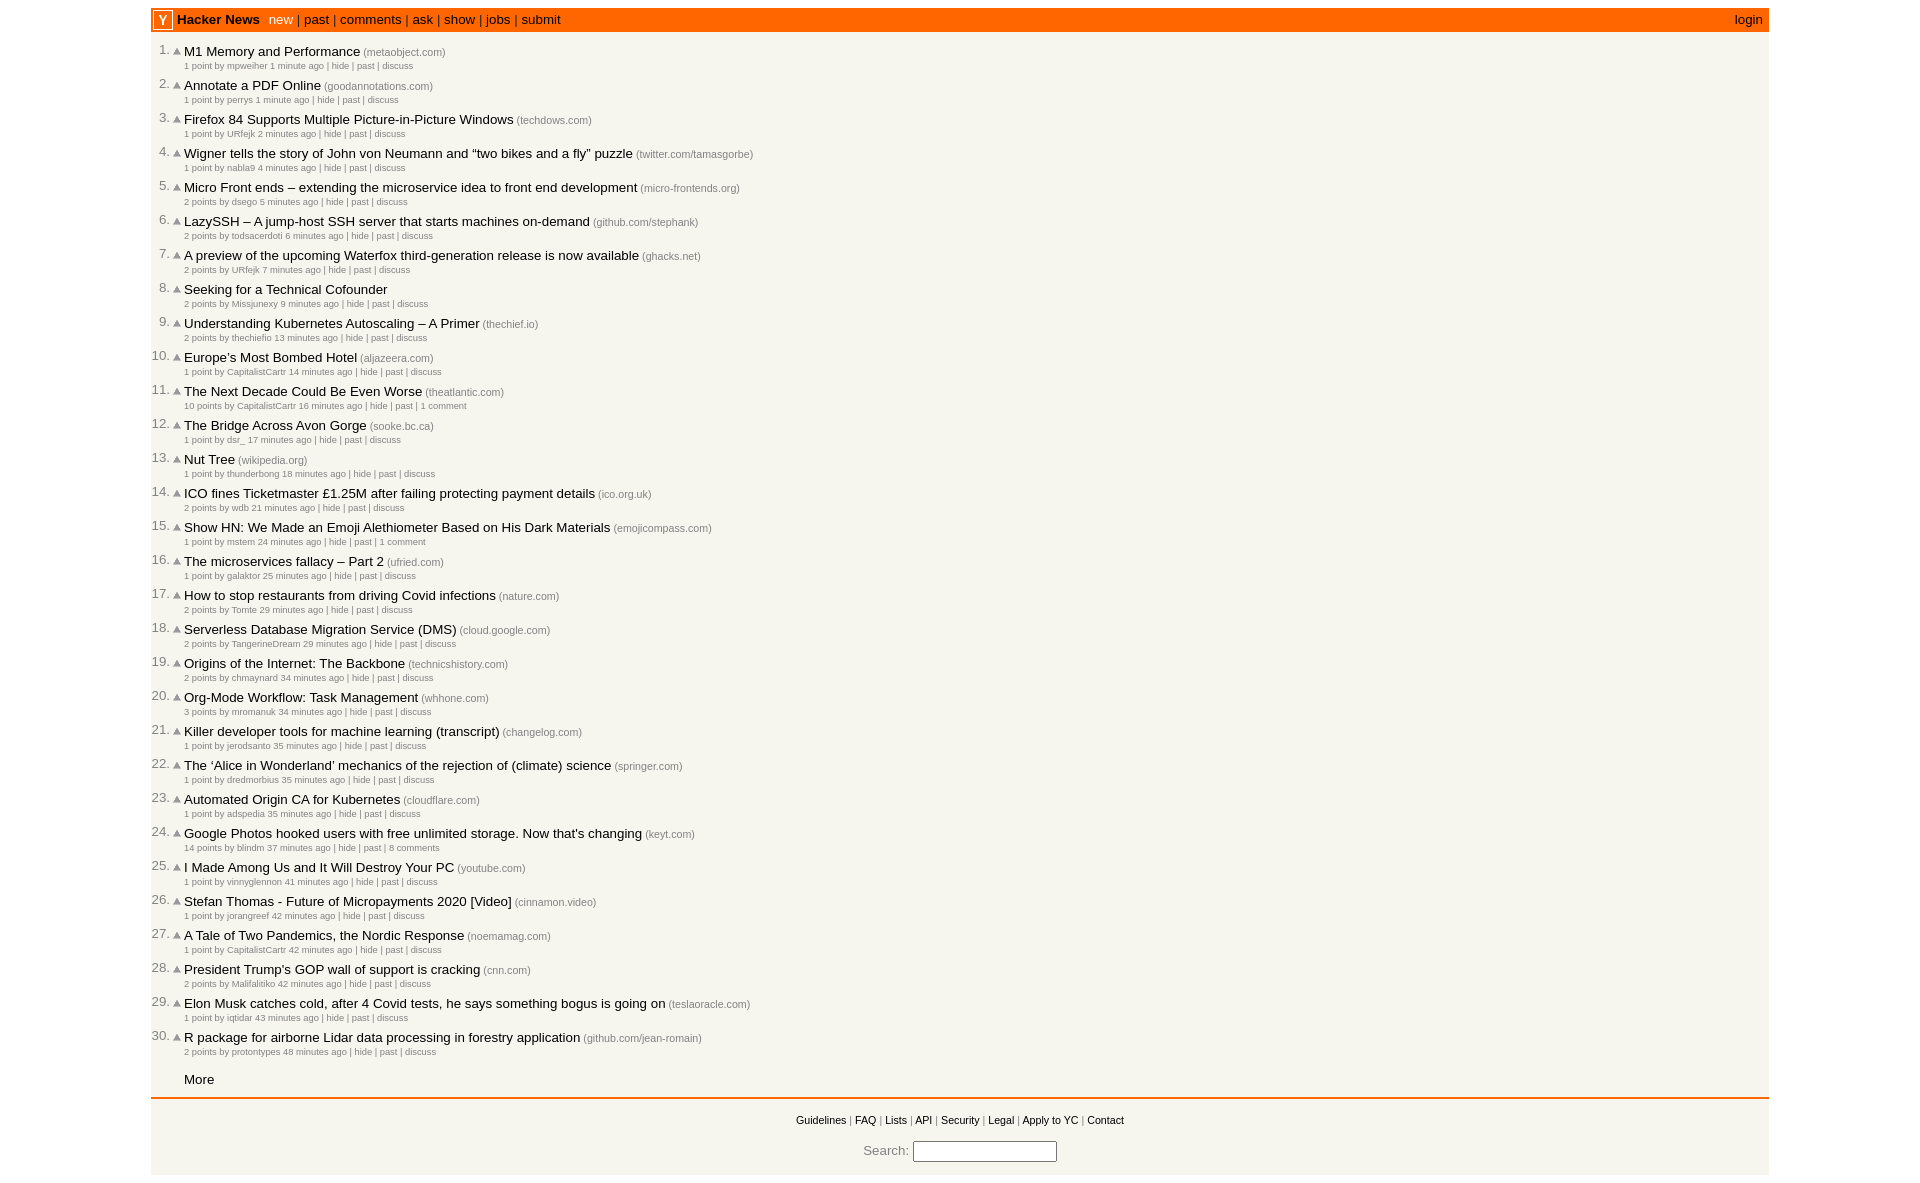 Y Hacker News new | past | comments | ask | show | jobs | submit login
1. M1 Memory and Performance (metaobject.com)
1 point by mpweiher 1 minute ago | hide | past | discuss
2. Annotate a PDF Online (goodannotations.com)
1 point by perrys 1 minute ago | hide | past | discuss
3. Firefox 84 Supports Multiple Picture-in-Picture Windows (techdows.com)
1 point by URfejk 2 minutes ago | hide | past | discuss
4. Wigner tells the story of John von Neumann and “two bikes and a fly” puzzle (twitter.com/tamasgorbe)
1 point by nabla9 4 minutes ago | hide | past | discuss
5. Micro Front ends – extending the microservice idea to front end development (micro-frontends.org)
2 points by dsego 5 minutes ago | hide | past | discuss
6. LazySSH – A jump-host SSH server that starts machines on-demand (github.com/stephank)
2 points by todsacerdoti 6 minutes ago | hide | past | discuss
7. A preview of the upcoming Waterfox third-generation release is now available (ghacks.net)
2 points by URfejk 7 minutes ago | hide | past | discuss
8. Seeking for a Technical Cofounder
2 points by Missjunexy 9 minutes ago | hide | past | discuss
9. Understanding Kubernetes Autoscaling – A Primer (thechief.io)
2 points by thechiefio 13 minutes ago | hide | past | discuss
10. Europe’s Most Bombed Hotel (aljazeera.com)
1 point by CapitalistCartr 14 minutes ago | hide | past | discuss
11. The Next Decade Could Be Even Worse (theatlantic.com)
10 points by CapitalistCartr 16 minutes ago | hide | past | 1 comment
12. The Bridge Across Avon Gorge (sooke.bc.ca)
1 point by dsr_ 17 minutes ago | hide | past | discuss
13. Nut Tree (wikipedia.org)
1 point by thunderbong 18 minutes ago | hide | past | discuss
14. ICO fines Ticketmaster £1.25M after failing protecting payment details (ico.org.uk)
2 points by wdb 21 minutes ago | hide | past | discuss
15. Show HN: We Made an Emoji Alethiometer Based on His Dark Materials (emojicompass.com)
1 point by mstem 24 minutes ago | hide | past | 1 comment
16. The microservices fallacy – Part 2 (ufried.com)
1 point by galaktor 25 minutes ago | hide | past | discuss
17. How to stop restaurants from driving Covid infections (nature.com)
2 points by Tomte 29 minutes ago | hide | past | discuss
18. Serverless Database Migration Service (DMS) (cloud.google.com)
2 points by TangerineDream 29 minutes ago | hide | past | discuss
19. Origins of the Internet: The Backbone (technicshistory.com)
2 points by chmaynard 34 minutes ago | hide | past | discuss
20. Org-Mode Workflow: Task Management (whhone.com)
3 points by mromanuk 34 minutes ago | hide | past | discuss
21. Killer developer tools for machine learning (transcript) (changelog.com)
1 point by jerodsanto 35 minutes ago | hide | past | discuss
22. The ‘Alice in Wonderland’ mechanics of the rejection of (climate) science (springer.com)
1 point by dredmorbius 35 minutes ago | hide | past | discuss
23. Automated Origin CA for Kubernetes (cloudflare.com)
1 point by adspedia 35 minutes ago | hide | past | discuss
24. Google Photos hooked users with free unlimited storage. Now that's changing (keyt.com)
14 points by blindm 37 minutes ago | hide | past | 8 comments
25. I Made Among Us and It Will Destroy Your PC (youtube.com)
1 point by vinnyglennon 41 minutes ago | hide | past | discuss
26. Stefan Thomas - Future of Micropayments 2020 [Video] (cinnamon.video)
1 point by jorangreef 42 minutes ago | hide | past | discuss
27. A Tale of Two Pandemics, the Nordic Response (noemamag.com)
1 point by CapitalistCartr 42 minutes ago | hide | past | discuss
28. President Trump's GOP wall of support is cracking (cnn.com)
2 points by Malifalitiko 42 minutes ago | hide | past | discuss
29. Elon Musk catches cold, after 4 Covid tests, he says something bogus is going on (teslaoracle.com)
1 point by iqtidar 43 minutes ago | hide | past | discuss
30. R package for airborne Lidar data processing in forestry application (github.com/jean-romain)
2 points by protontypes 48 minutes ago | hide | past | discuss
More
Guidelines | FAQ | Lists | API | Security | Legal | Apply to YC | Contact
Search: